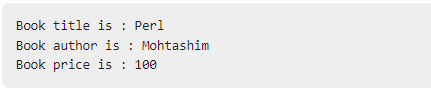 Book title is : Perl
Book author is : Mohtashim
Book price is : 100